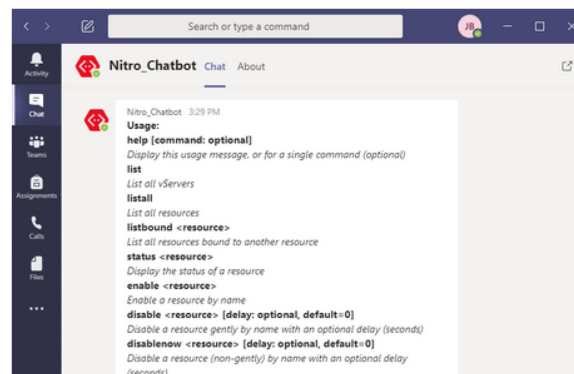 Search or type a command
JB
Activity
Nitro_Chatbot Chat About
Chat
Nitro_Chatbot 3:29 PM
Usage:
help [command: optional]
Display this usage message, or for a single command (optional)
Teams
list
List all vServers
listall
Assignments
List all resources
listbound <resource>
List all resources bound to another resource
Calls
status <resource>
Display the status of a resource
enable <resource>
Files
Enable a resource by name
disable <resource> [delay: optional, default=0]
Disable a resource gently by name with an optional delay (seconds)
disablenow <resource> [delay: optional, default=0]
Disable a resource (non-gently) by name with an optional delay
(seconds)